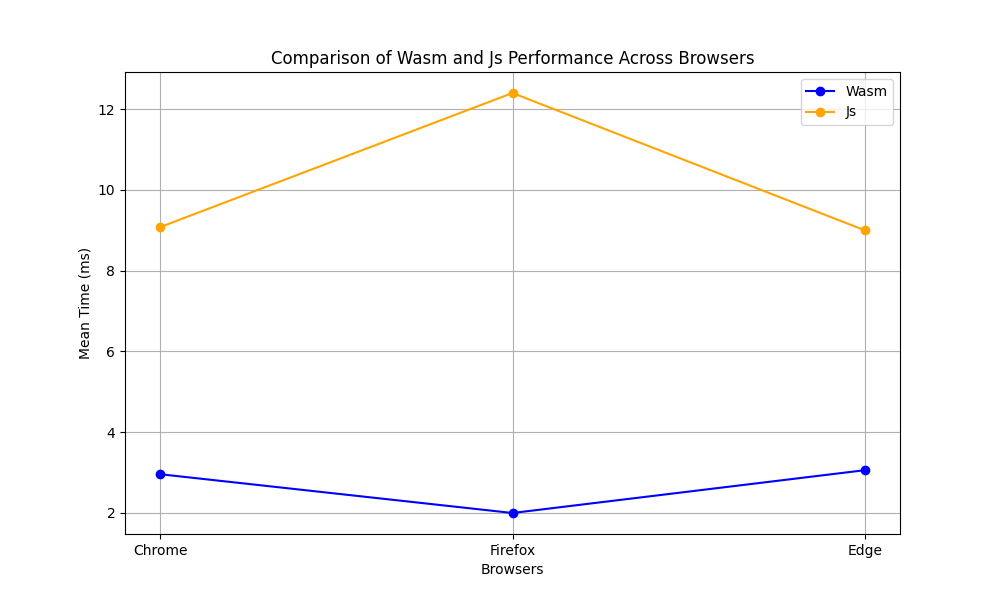 Comparison of Wasm and Js Performance Across Browsers
Wasm
Js
Mean Time (ms)
12
10
8
6
4
2
Chrome
Firefox
Edge
Browsers